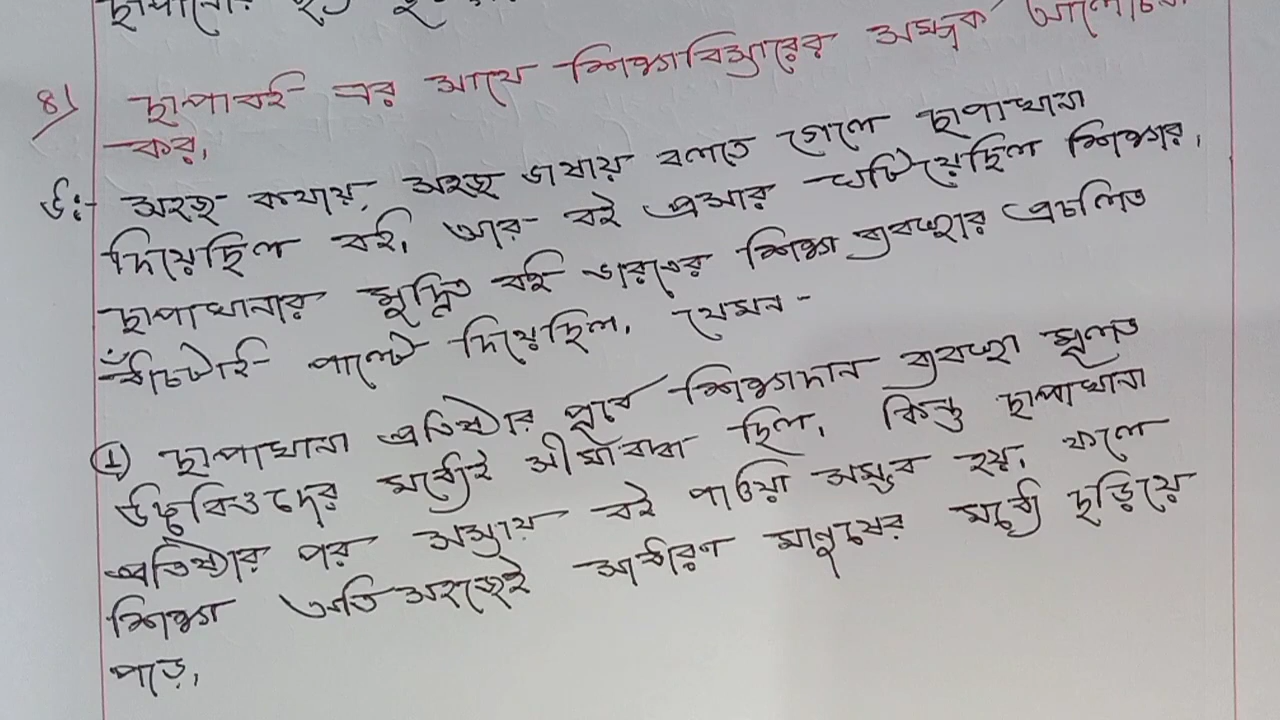 ছাপাখানার
৪) ছাপাবই এর সাথে শিক্ষাবিস্তারের সম্পর্ক আলোচনা
কর।
উঃ- সহজ কথায়, সহজ ভাষায় বলতে গেলে ছাপাখানা
দিয়েছিল বই। আর বই প্রসার ঘটিয়েছিল শিক্ষার।
ছাপাখানার মুদ্রিত বই ভারতের শিক্ষা ব্যবস্থার প্রচলিত
ধাঁচটাই পাল্টে দিয়েছিল। যেমন -
① ছাপাখানা প্রতিষ্ঠার পূর্বে শিক্ষাদান ব্যবস্থা মূলত
উচ্চবিত্তদের মধ্যেই সীমাবদ্ধ ছিল। কিন্তু ছাপাখানা
প্রতিষ্ঠার পর সস্তায় বই পাওয়া সম্ভব হয়। ফলে
শিক্ষা অতি সহজেই সাধারণ মানুষের মধ্যে ছড়িয়ে
পড়ে।